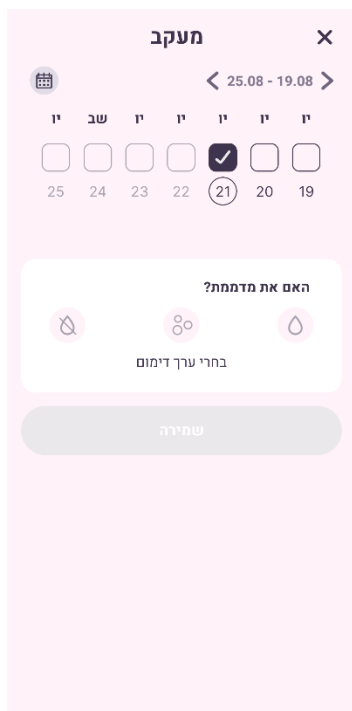 מעקב
25.08 - 19.08
יו יו יו יו יו שב יו
19 20 21 22 23 24 25
האם את מדממת?
בחרי ערך דימום
שמירה